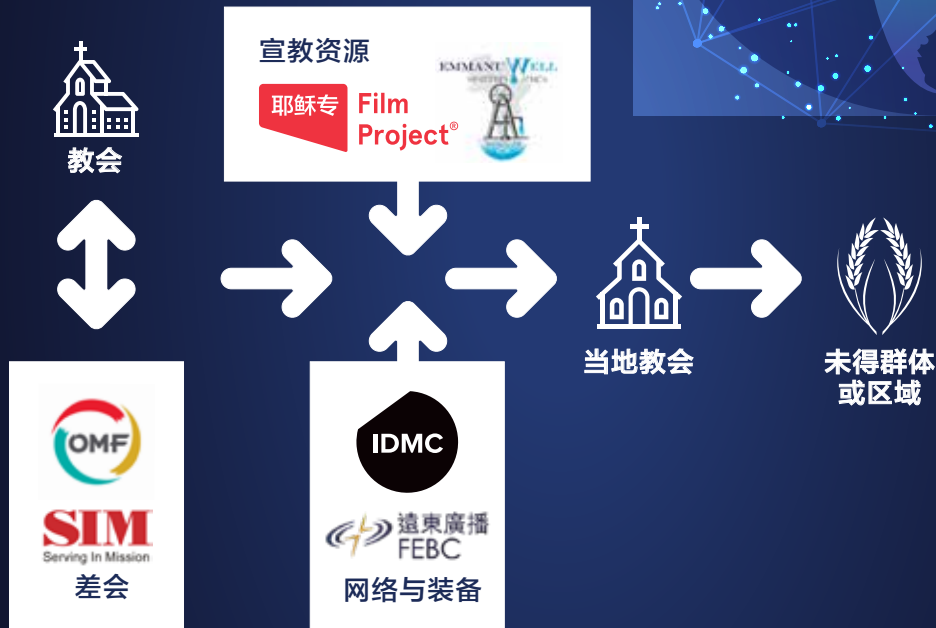 教会
宣教资源
耶稣专
Film
Project®
EMMANUWELL
当地教会
未得群体
或区域
OMF
SIM
Serving In Mission
差会
IDMC
遠東廣播
FEBC
网络与装备